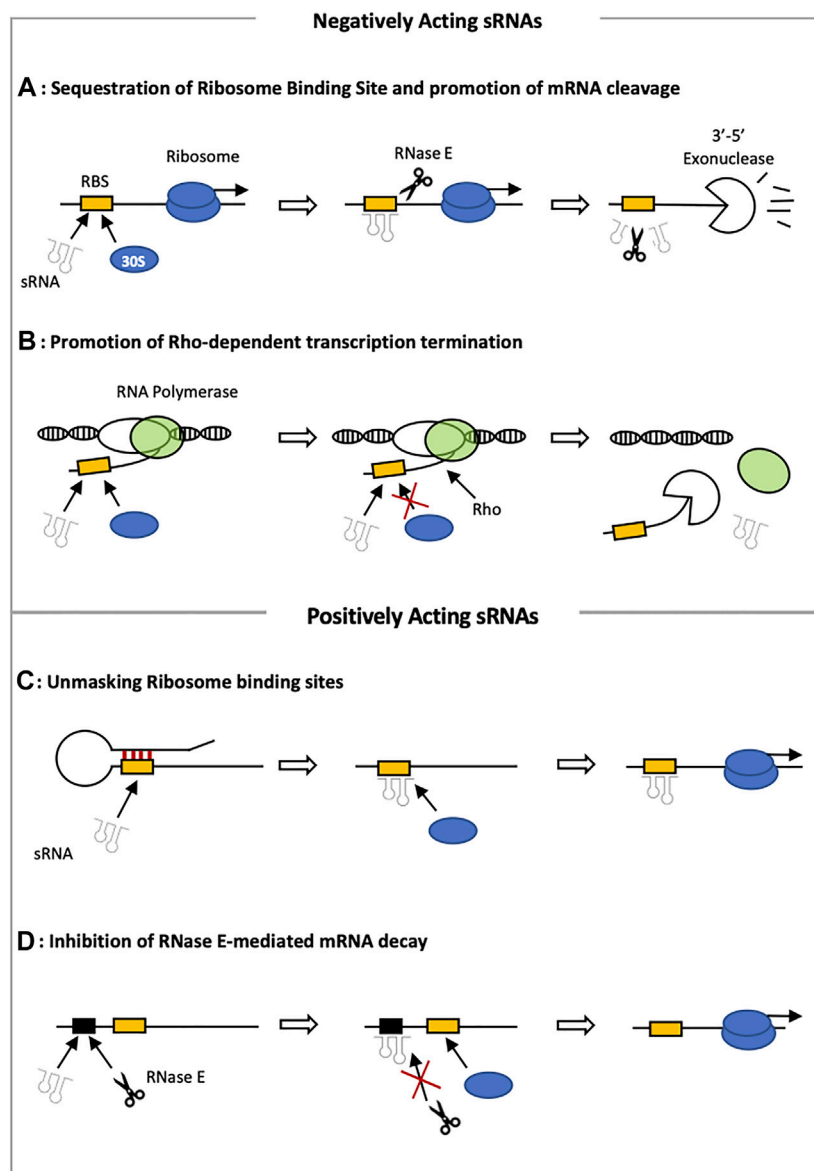 Negatively Acting sRNAs
A : Sequestration of Ribosome Binding Site and promotion of mRNA cleavage
RBS
Ribosome
RNase E
3’-5’
Exonuclease
sRNA
30S
B : Promotion of Rho-dependent transcription termination
RNA Polymerase
Rho
Positively Acting sRNAs
C : Unmasking Ribosome binding sites
sRNA
D : Inhibition of RNase E-mediated mRNA decay
RNase E